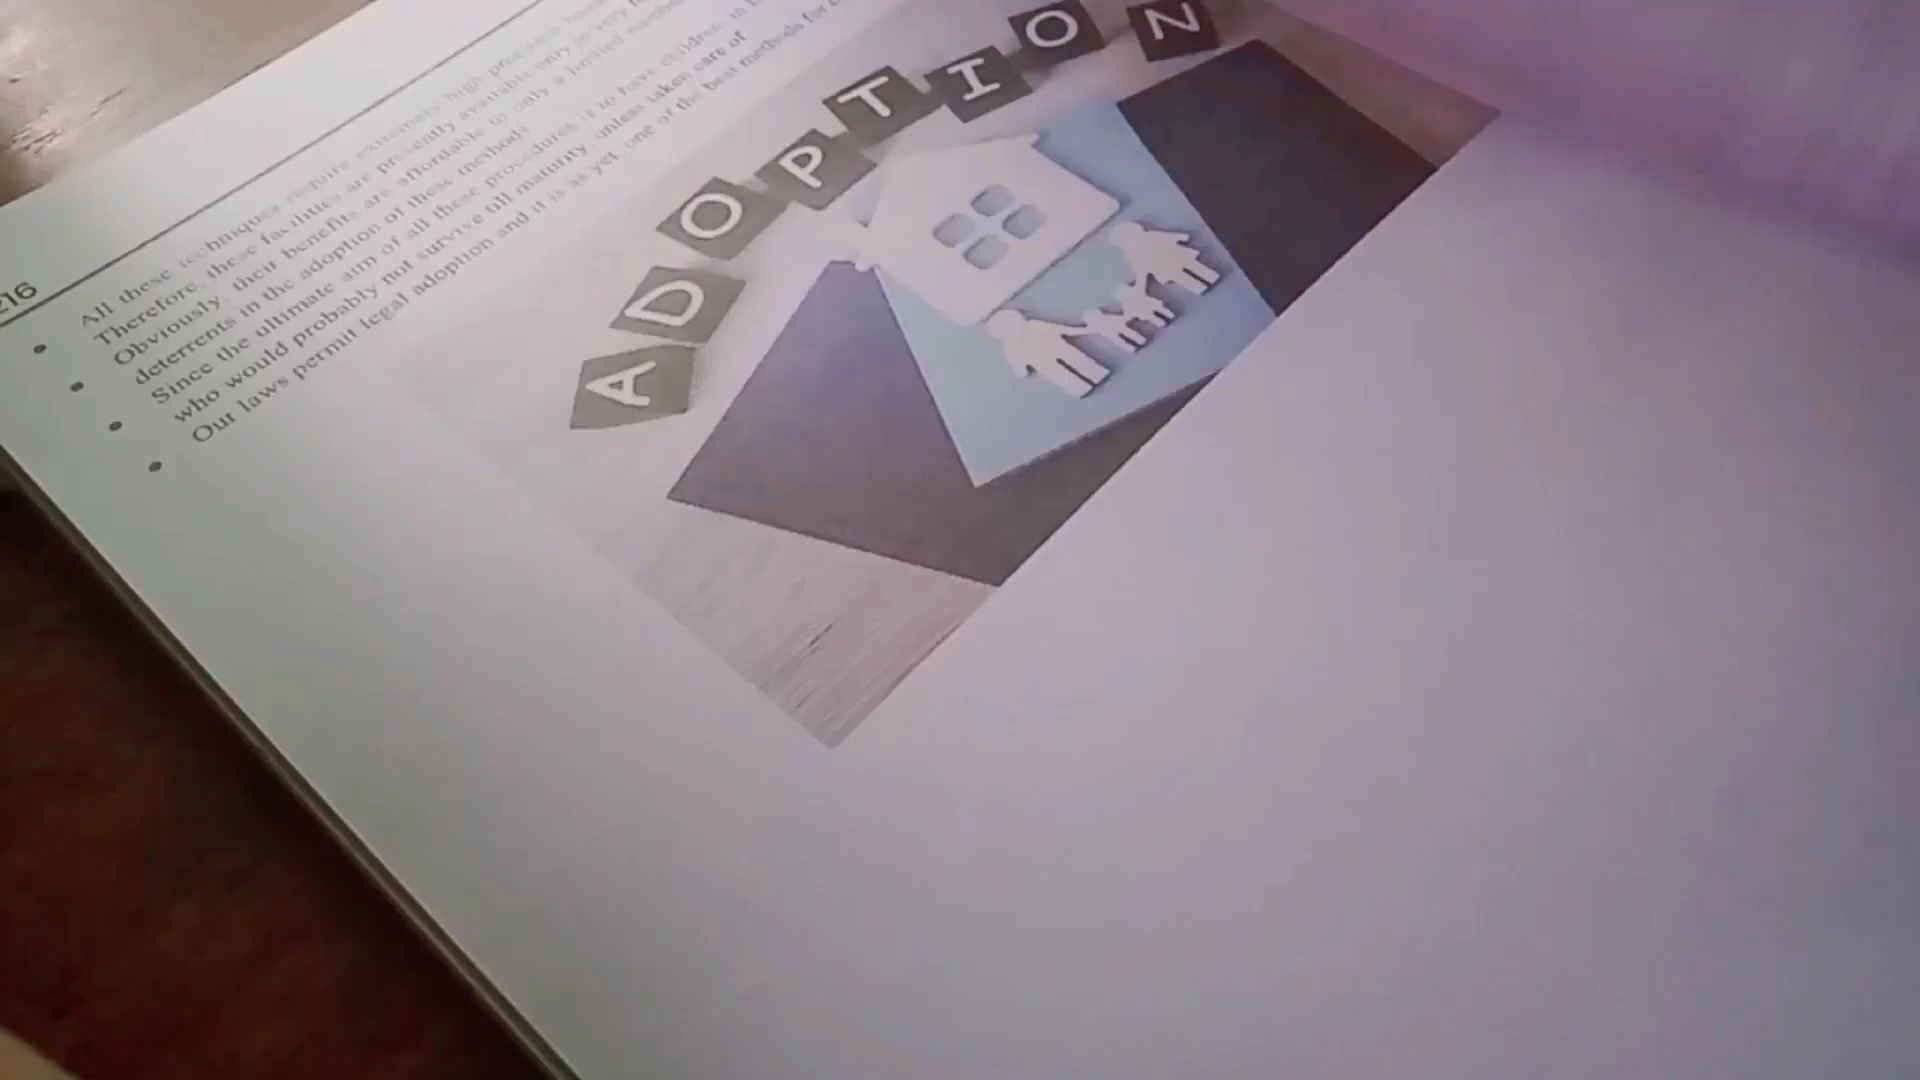 216
All these techniques require extremely high precision
Therefore, these facilities are presently available only in very
Obviously, their benefits are affordable to only a limited
deterrents in the adoption of these methods
Since the ultimate aim of all these procedures is to have children, in
who would probably not survive till maturity, unless taken care of
Our laws permit legal adoption and it is as yet, one of the best methods for
ADOPTION